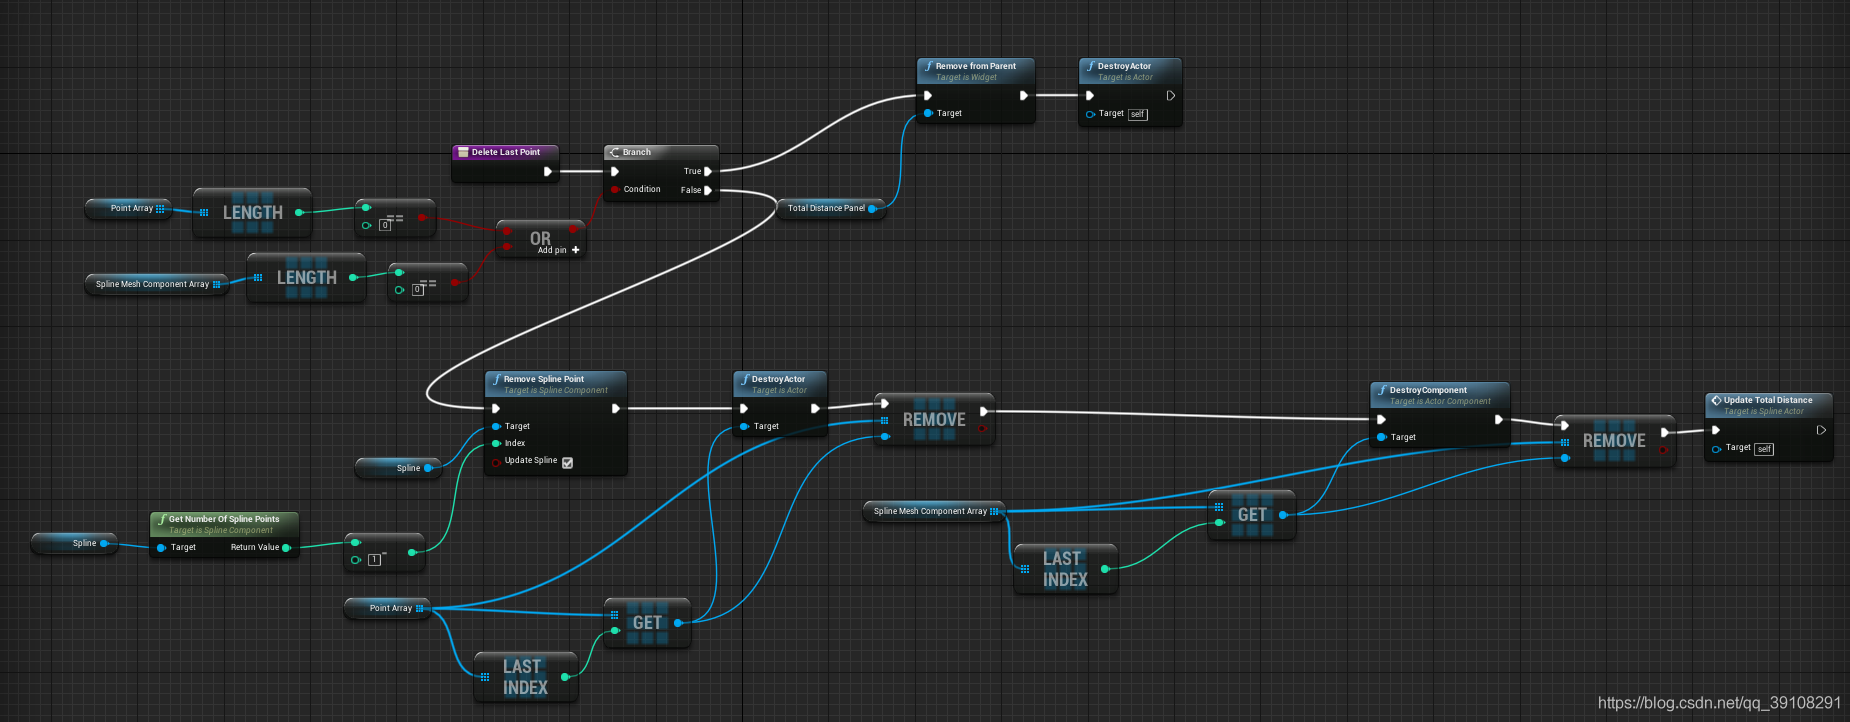 Remove from Parent
Target is Widget
Target
DestroyActor
Target is Actor
Target self
Delete Last Point
Branch
True
Condition
False
Total Distance Panel
Point Array
LENGTH
==
0
OR
Add pin +
Spline Mesh Component Array
LENGTH
==
0
Remove Spline Point
Target is Spline Component
Target
Index
Update Spline
DestroyActor
Target is Actor
Target
REMOVE
DestroyComponent
Target is Actor Component
Target
REMOVE
Update Total Distance
Target is Spline Actor
Target self
Spline
Spline
Get Number Of Spline Points
Target is Spline Component
Target Return Value
-
1
Spline Mesh Component Array
GET
LAST
INDEX
Point Array
GET
LAST
INDEX
https://blog.csdn.net/qq_39108291